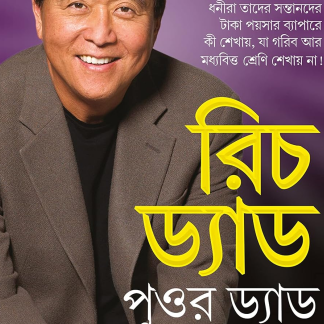 ধনীরা তাদের সন্তানদের
টাকা পয়সার ব্যাপারে
কী শেখায়, যা গরিব আর
মধ্যবিত্ত শ্রেণি শেখায় না!
রিচ
ড্যাড
পুওর ড্যাড